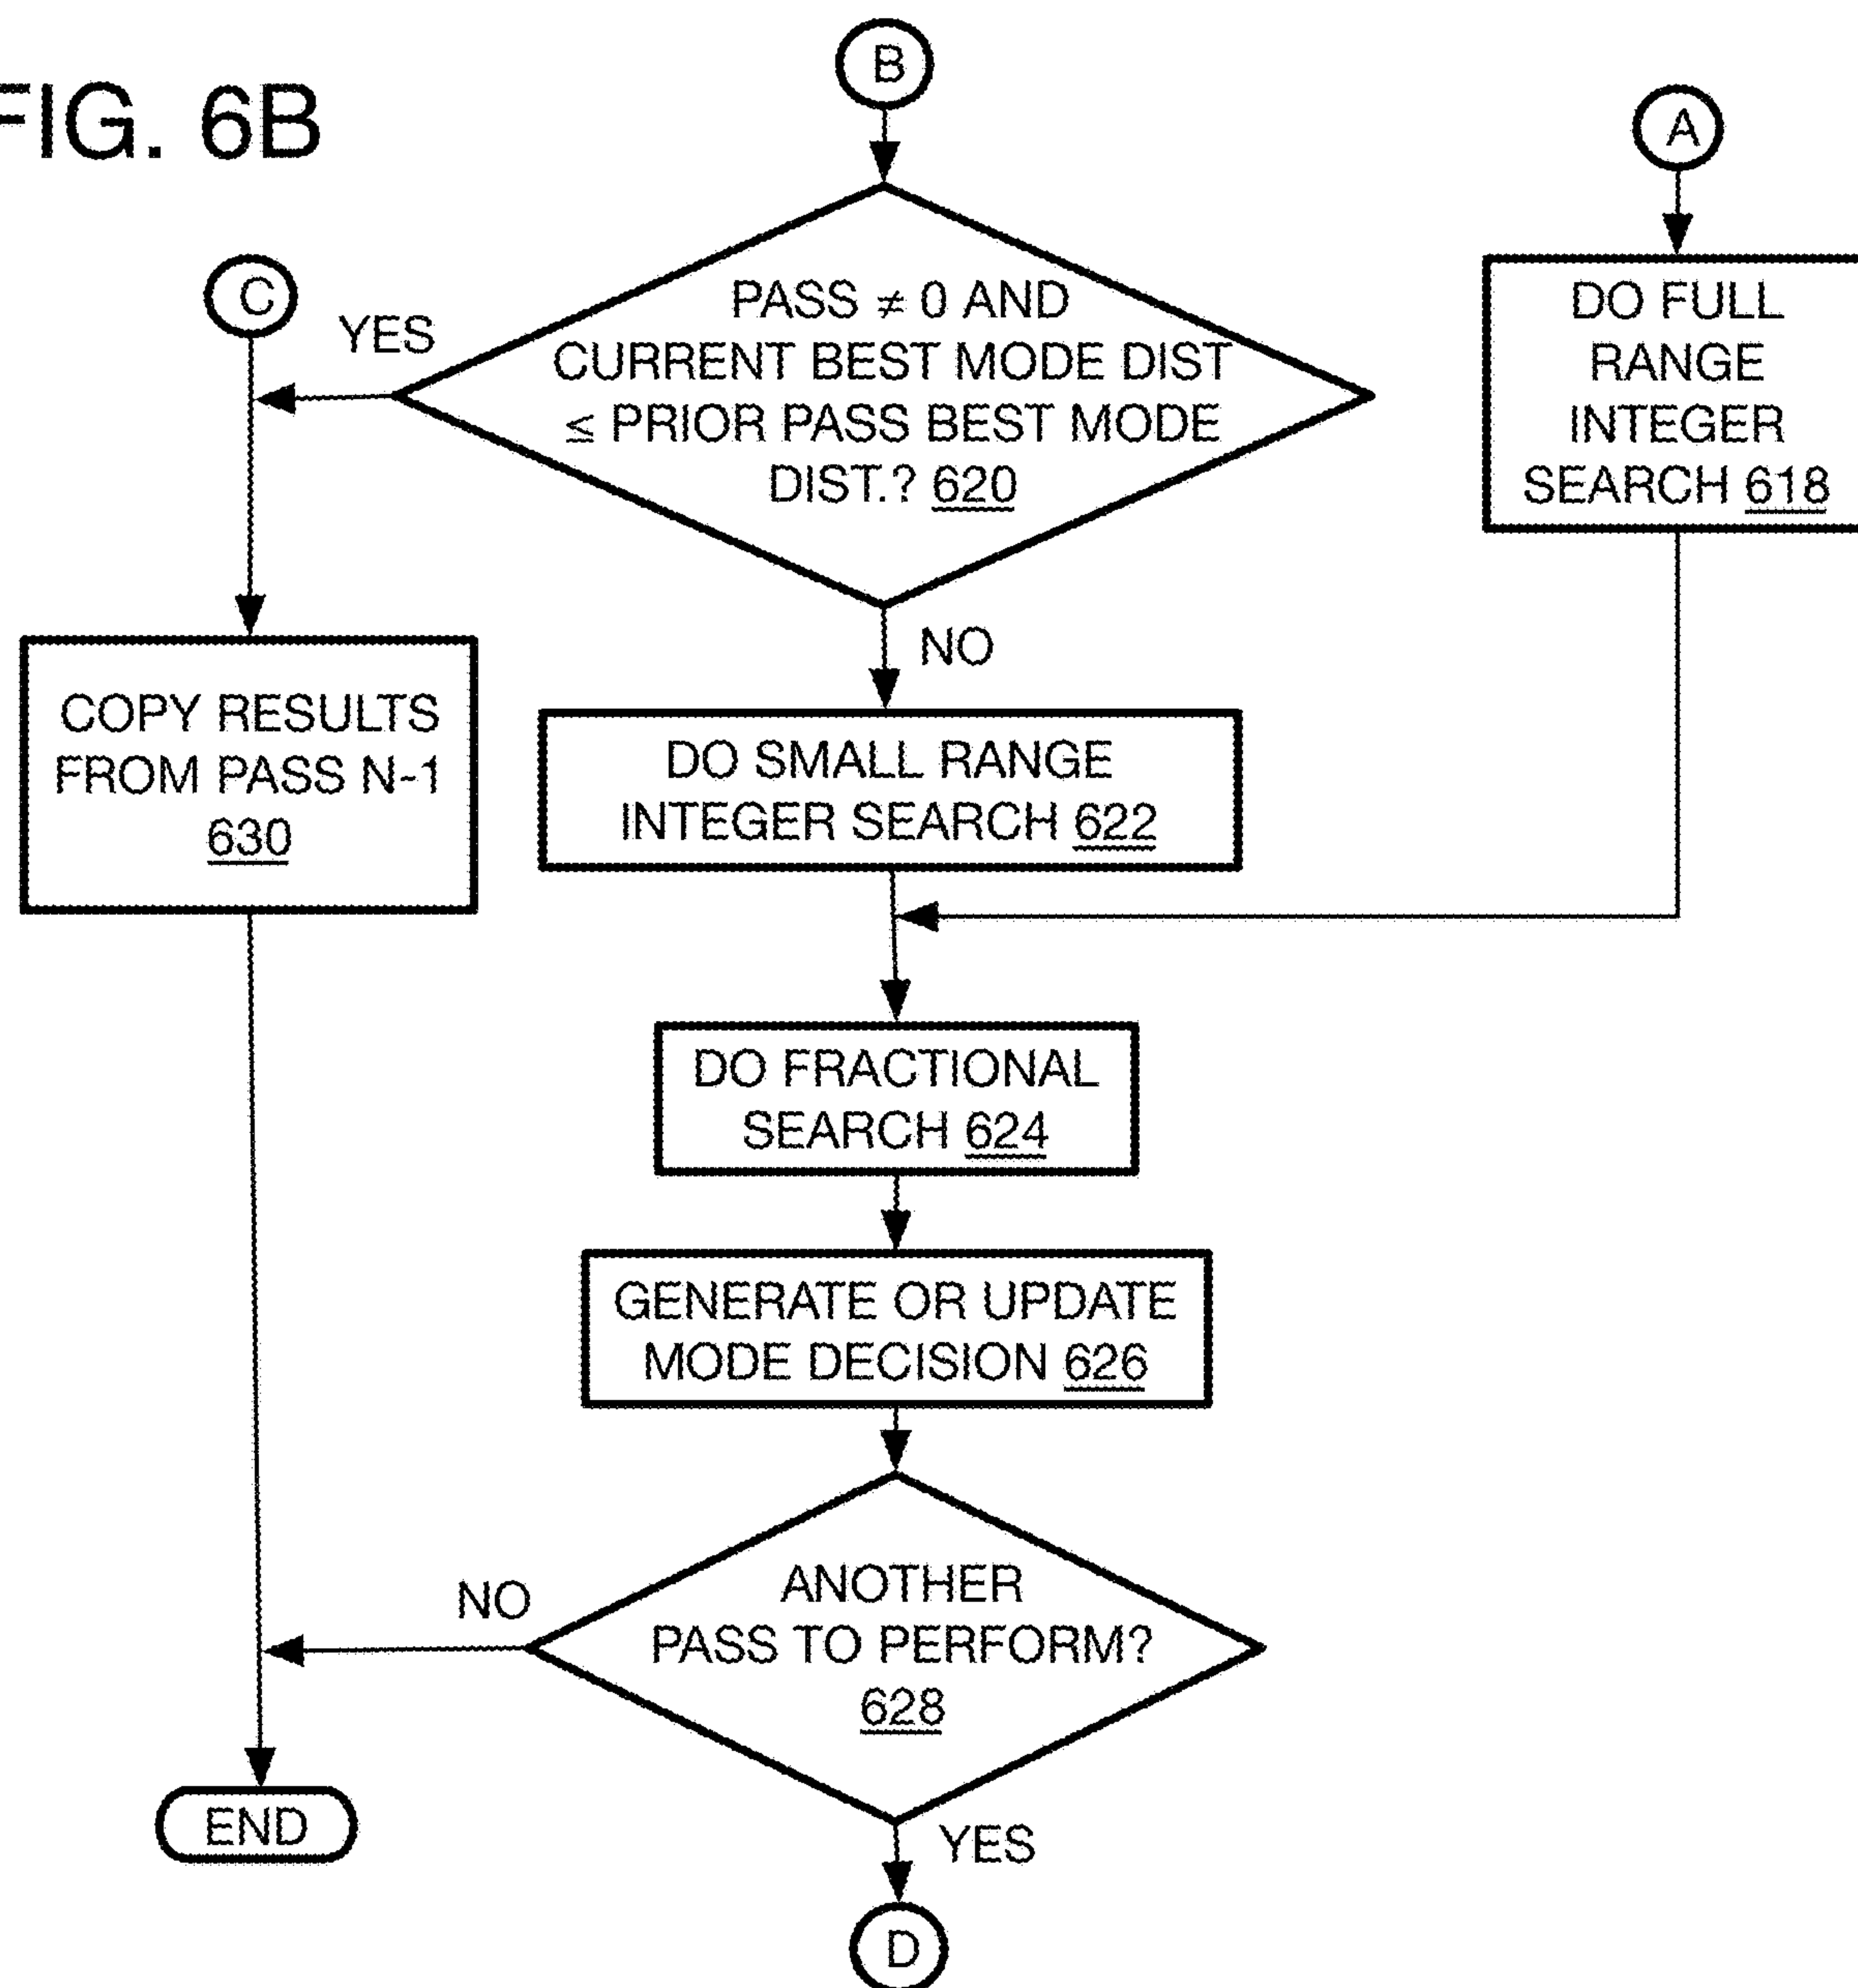 FIG. 6B
B
A
C
YES
PASS ≠ 0 AND
CURRENT BEST MODE DIST
≤ PRIOR PASS BEST MODE
DIST.? 620
DO FULL
RANGE
INTEGER
SEARCH 618
NO
COPY RESULTS
FROM PASS N-1
630
DO SMALL RANGE
INTEGER SEARCH 622
DO FRACTIONAL
SEARCH 624
GENERATE OR UPDATE
MODE DECISION 626
NO
ANOTHER
PASS TO PERFORM?
628
END
YES
D